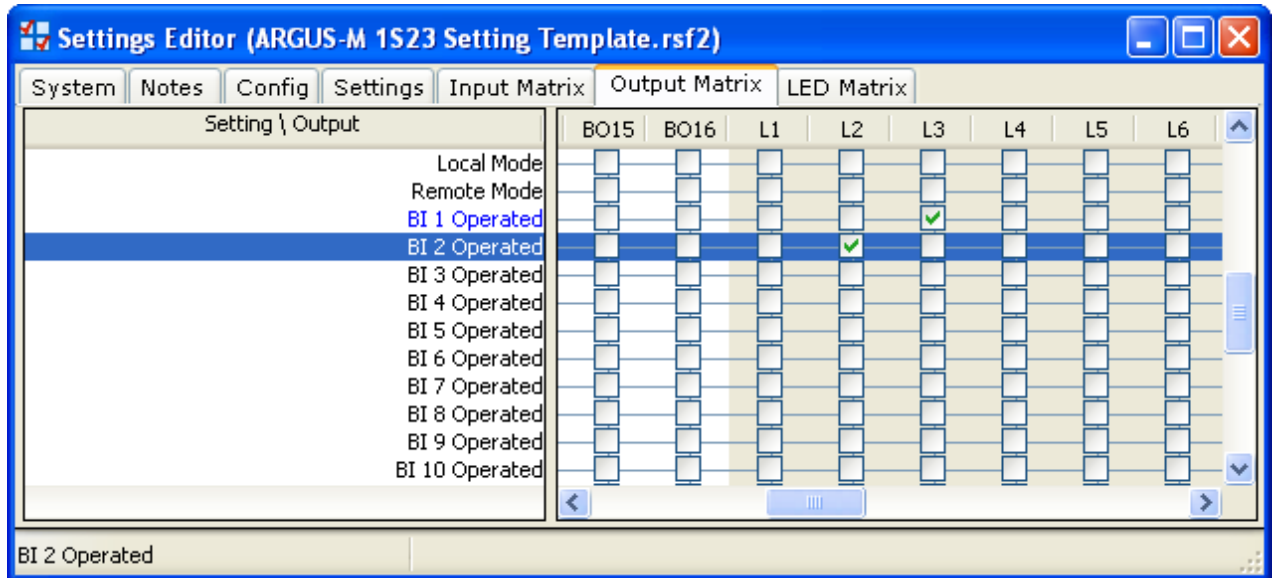 Settings Editor (ARGUS-M 1S23 Setting Template.rsf2)
System Notes Config Settings Input Matrix Output Matrix LED Matrix
Setting \ Output BO15 BO16 L1 L2 L3 L4 L5 L6
Local Mode
Remote Mode
BI 1 Operated
BI 2 Operated
BI 3 Operated
BI 4 Operated
BI 5 Operated
BI 6 Operated
BI 7 Operated
BI 8 Operated
BI 9 Operated
BI 10 Operated
BI 2 Operated